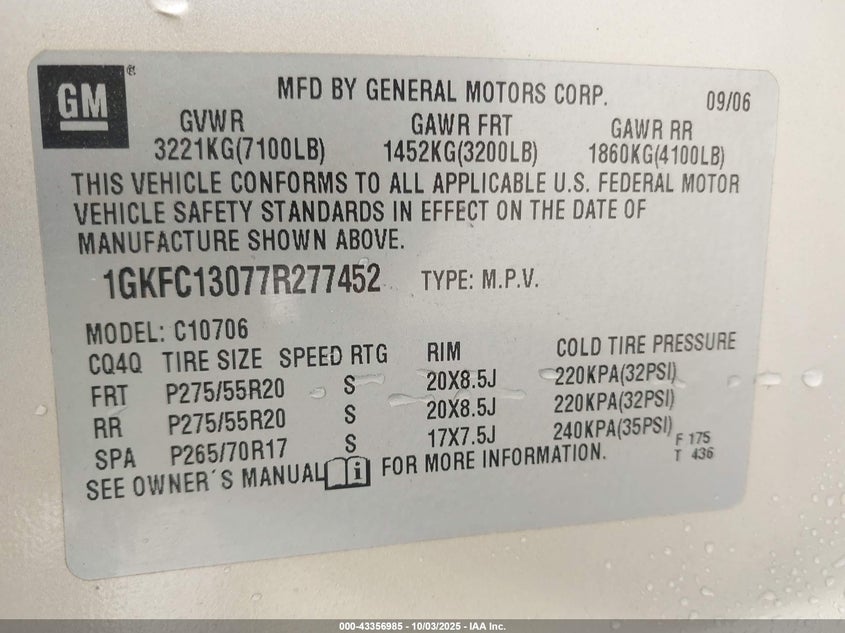 GM ®
MFD BY GENERAL MOTORS CORP. 09/06
GVWR GAWR FRT GAWR RR
3221KG(7100LB) 1452KG(3200LB) 1860KG(4100LB)
THIS VEHICLE CONFORMS TO ALL APPLICABLE U.S. FEDERAL MOTOR
VEHICLE SAFETY STANDARDS IN EFFECT ON THE DATE OF
MANUFACTURE SHOWN ABOVE.
1GKFC13077R277452 TYPE: M.P.V.
MODEL: C10706
CQ4Q TIRE SIZE SPEED RTG RIM COLD TIRE PRESSURE
FRT P275/55R20 S 20X8.5J 220KPA(32PSI)
RR P275/55R20 S 20X8.5J 220KPA(32PSI)
SPA P265/70R17 S 17X7.5J 240KPA(35PSI)
F 175
T 436
SEE OWNER´S MANUAL FOR MORE INFORMATION.
000-43356985 - 10/03/2025 - IAA Inc.